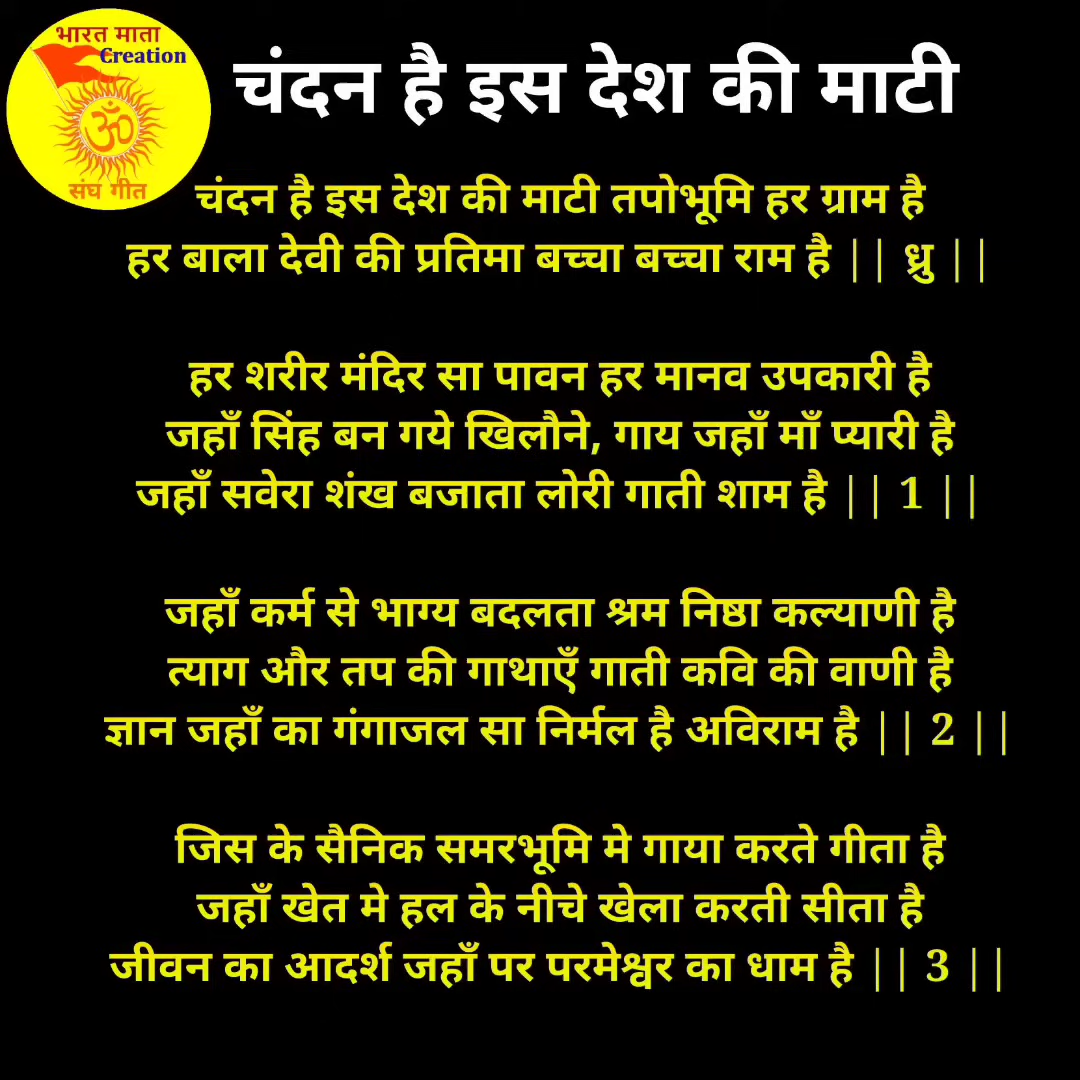 भारत माता
Creation
ॐ
संघ गीत
चंदन है इस देश की माटी
चंदन है इस देश की माटी तपोभूमि हर ग्राम है
हर बाला देवी की प्रतिमा बच्चा बच्चा राम है || ध्रु ||
हर शरीर मंदिर सा पावन हर मानव उपकारी है
जहाँ सिंह बन गये खिलौने, गाय जहाँ माँ प्यारी है
जहाँ सवेरा शंख बजाता लोरी गाती शाम है || 1 ||
जहाँ कर्म से भाग्य बदलता श्रम निष्ठा कल्याणी है
त्याग और तप की गाथाएँ गाती कवि की वाणी है
ज्ञान जहाँ का गंगाजल सा निर्मल है अविराम है || 2 ||
जिस के सैनिक समरभूमि मे गाया करते गीता है
जहाँ खेत मे हल के नीचे खेला करती सीता है
जीवन का आदर्श जहाँ पर परमेश्वर का धाम है || 3 ||